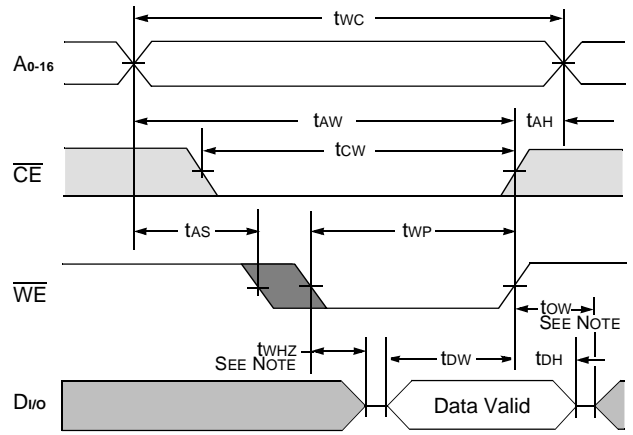 tWC
A0-16
tAW
tAH
CE
tCW
tAS
tWP
WE
tOW
SEE NOTE
tWHZ
SEE NOTE
tDW
tDH
DI/O
Data Valid